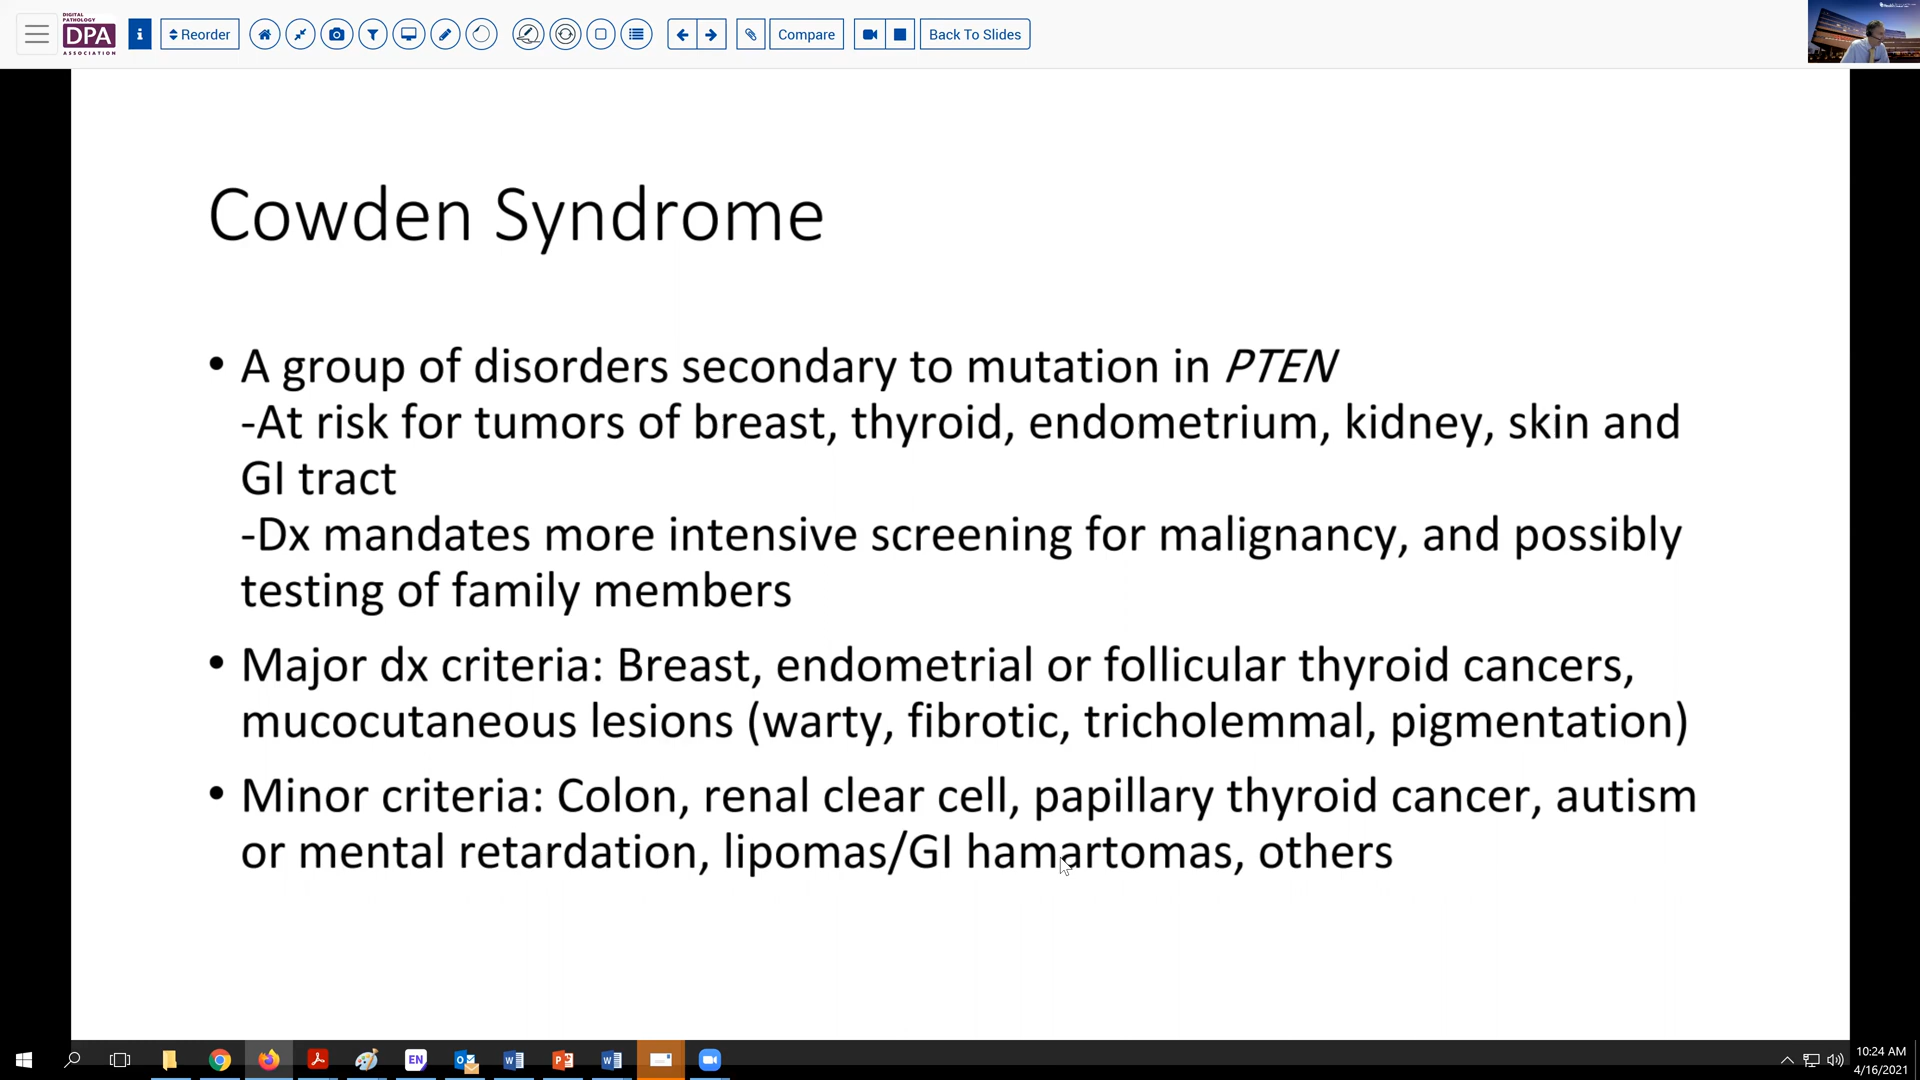 DIGITAL
PATHOLOGY
DPA
ASSOCIATION
i
Reorder
Compare
Back To Slides
Cowden Syndrome
• A group of disorders secondary to mutation in PTEN
-At risk for tumors of breast, thyroid, endometrium, kidney, skin and
GI tract
-Dx mandates more intensive screening for malignancy, and possibly
testing of family members
• Major dx criteria: Breast, endometrial or follicular thyroid cancers,
mucocutaneous lesions (warty, fibrotic, tricholemmal, pigmentation)
• Minor criteria: Colon, renal clear cell, papillary thyroid cancer, autism
or mental retardation, lipomas/GI hamartomas, others
EN
10:24 AM
4/16/2021